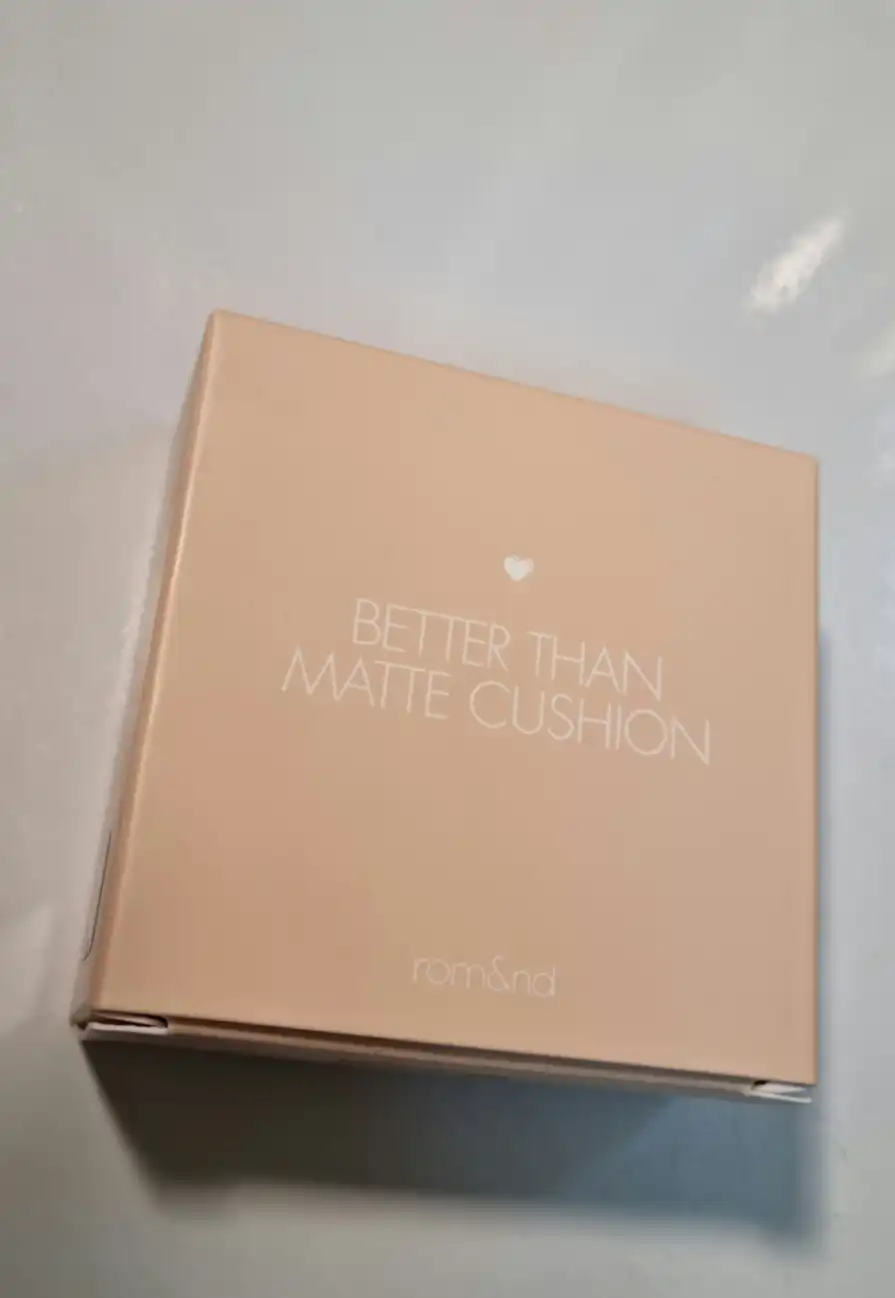 BETTER THAN
MATTE CUSHION
rom&nd